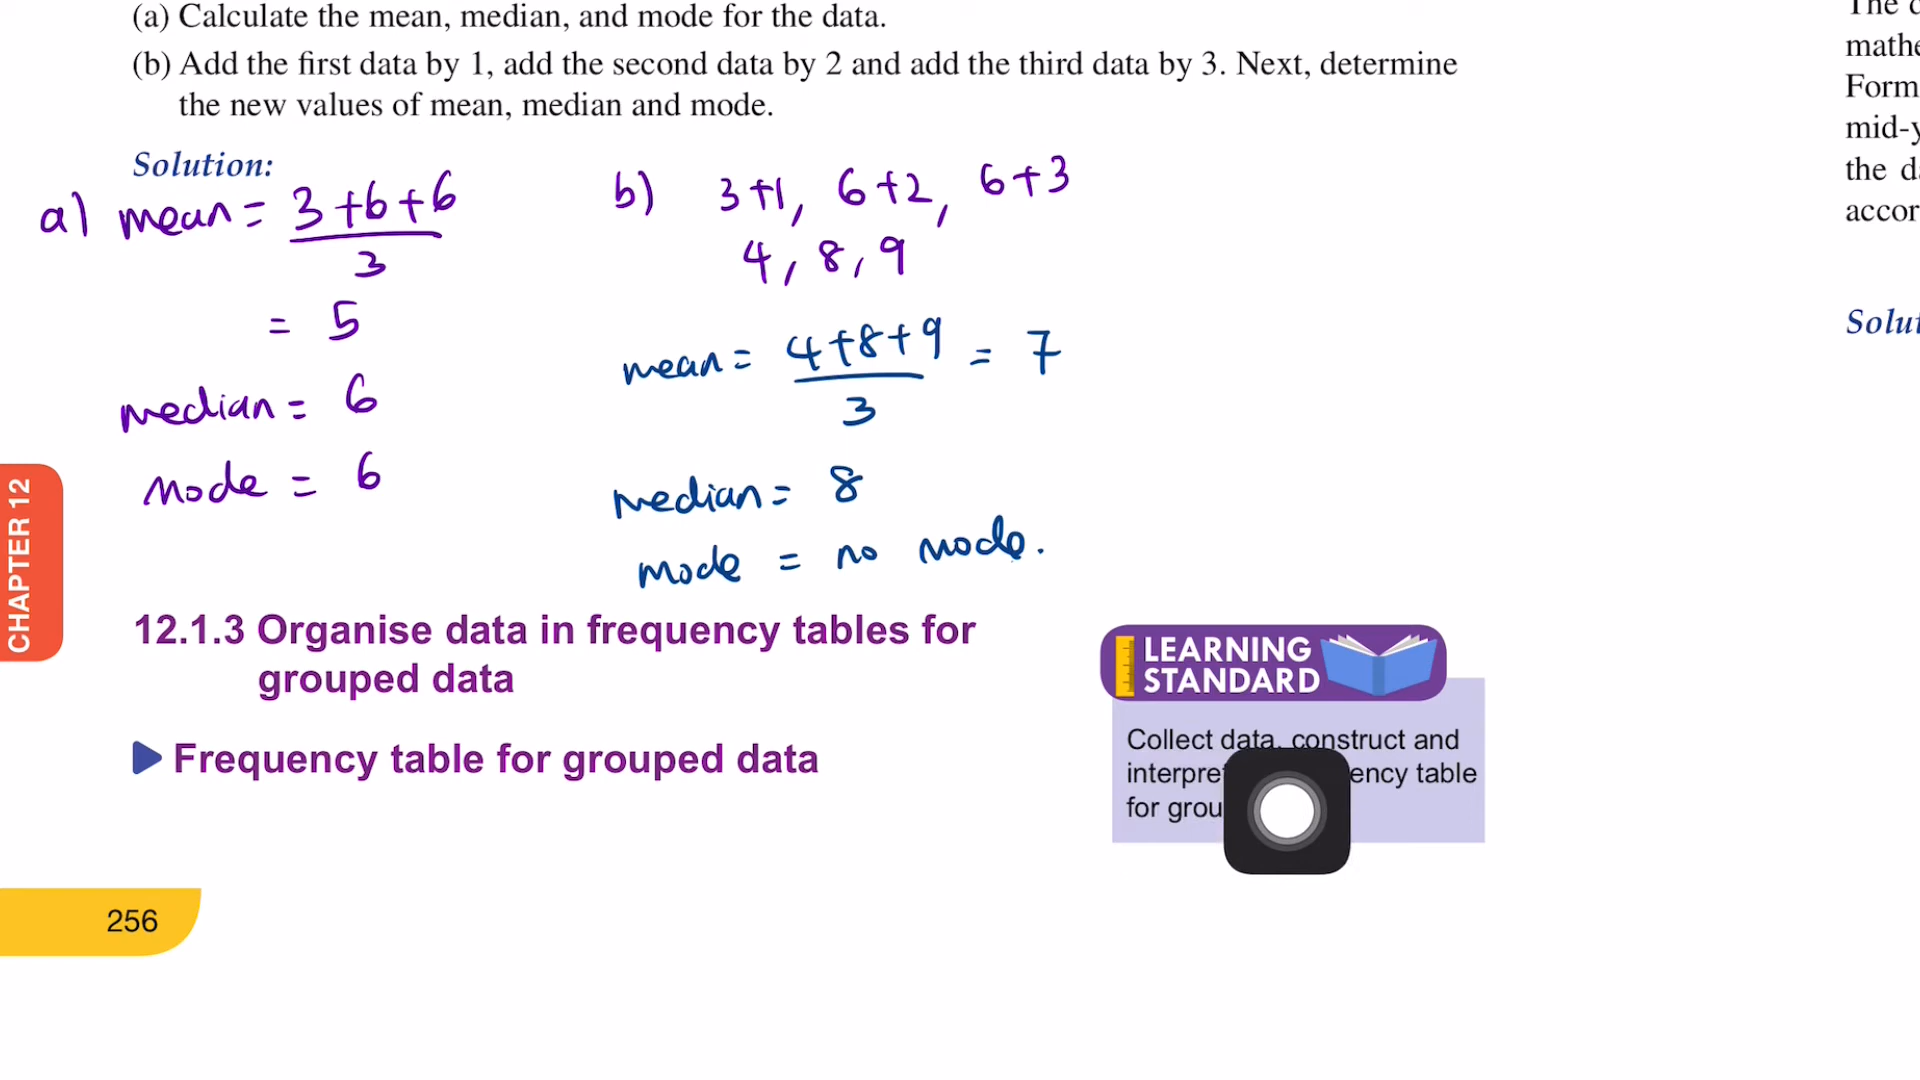 (a) Calculate the mean, median, and mode for the data.
(b) Add the first data by 1, add the second data by 2 and add the third data by 3. Next, determine
the new values of mean, median and mode.
Solution:
a) mean = 3+6+6
3
= 5
median = 6
mode = 6
b) 3+1, 6+2, 6+3
4, 8, 9
mean = 4+8+9 = 7
3
median = 8
mode = no mode.
CHAPTER 12
12.1.3 Organise data in frequency tables for
grouped data
Frequency table for grouped data
LEARNING
STANDARD
Collect data, construct and
interpre ency table
for grou
256
The
mathe
Form
mid-y
the d
accor
Solut